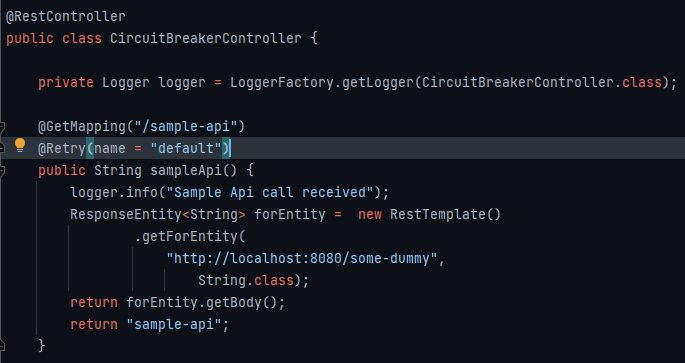 @RestController
public class CircuitBreakerController {
private Logger logger = LoggerFactory.getLogger(CircuitBreakerController.class);
@GetMapping("/sample-api")
@Retry(name = "default")
public String sampleApi() {
logger.info("Sample Api call received");
ResponseEntity<String> forEntity =  new RestTemplate()
.getForEntity(
"http://localhost:8080/some-dummy",
String.class);
return forEntity.getBody();
return "sample-api";
}